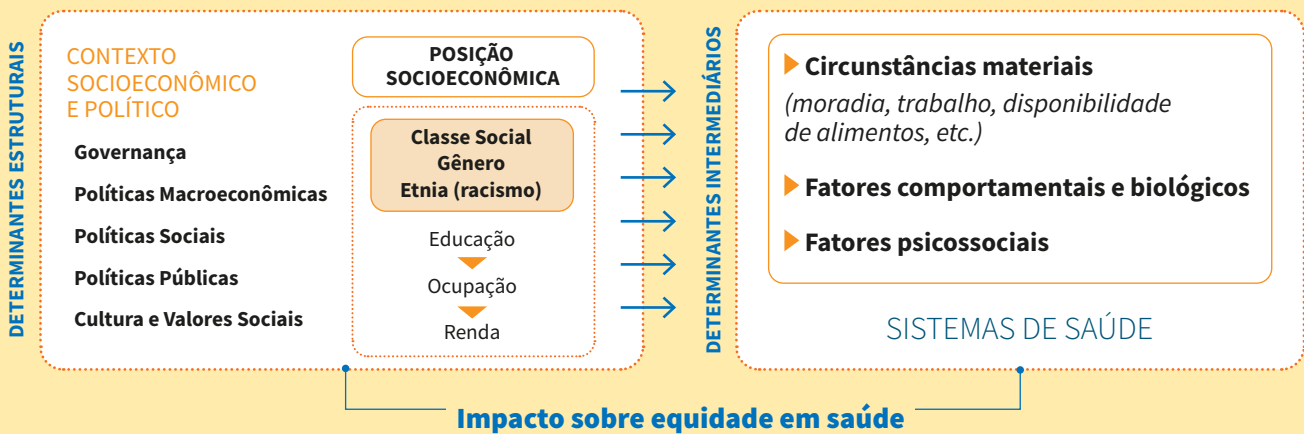 DETERMINANTES ESTRUTURAIS
CONTEXTO
SOCIOECONÔMICO
E POLÍTICO
Governança
Políticas Macroeconômicas
Políticas Sociais
Políticas Públicas
Cultura e Valores Sociais
POSIÇÃO
SOCIOECONÔMICA
Classe Social
Gênero
Etnia (racismo)
Educação
Ocupação
Renda
DETERMINANTES INTERMEDIÁRIOS
Circunstâncias materiais
(moradia, trabalho, disponibilidade
de alimentos, etc.)
Fatores comportamentais e biológicos
Fatores psicossociais
SISTEMAS DE SAÚDE
Impacto sobre equidade em saúde